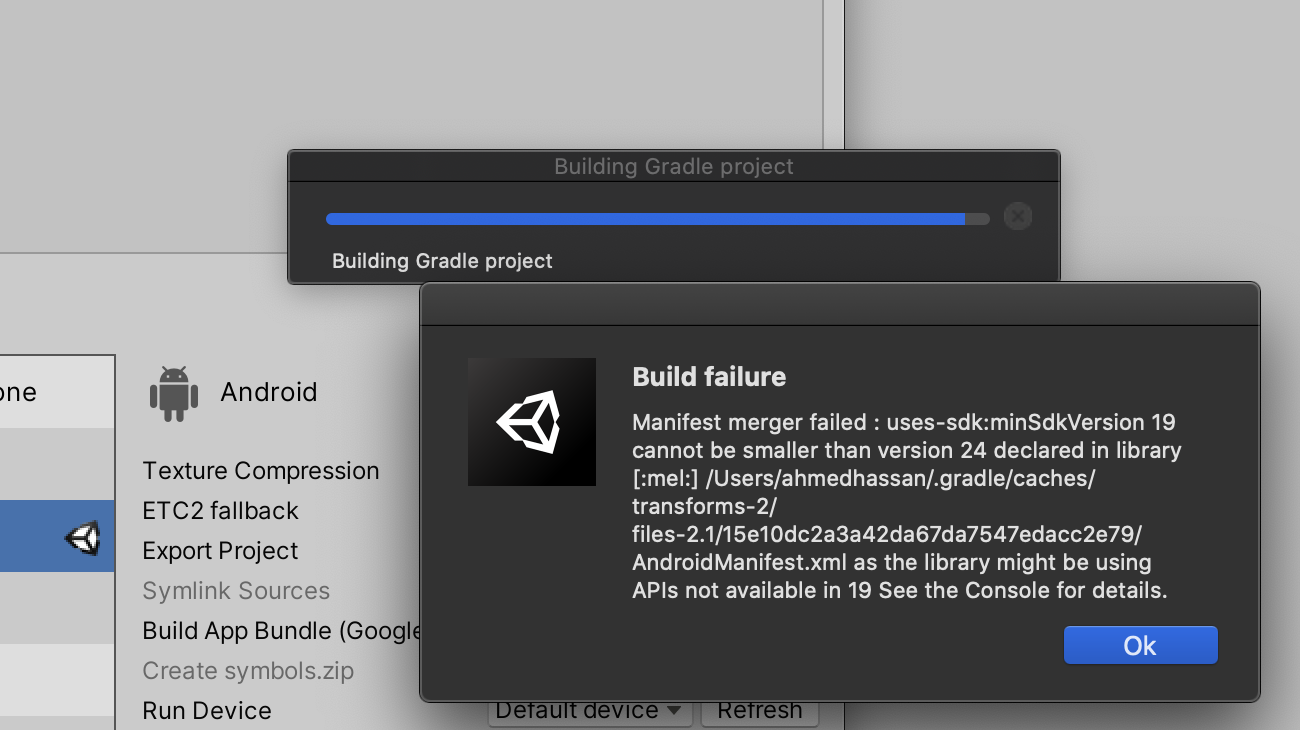 Building Gradle project
Building Gradle project
Build failure
Manifest merger failed : uses-sdk:minSdkVersion 19
cannot be smaller than version 24 declared in library
[:mel:] /Users/ahmedhassan/.gradle/caches/
transforms-2/
files-2.1/15e10dc2a3a42da67da7547edacc2e79/
AndroidManifest.xml as the library might be using
APIs not available in 19 See the Console for details.
Ok
one
Android
Texture Compression
ETC2 fallback
Export Project
Symlink Sources
Build App Bundle (Google
Create symbols.zip
Run Device
Default device
Refresh